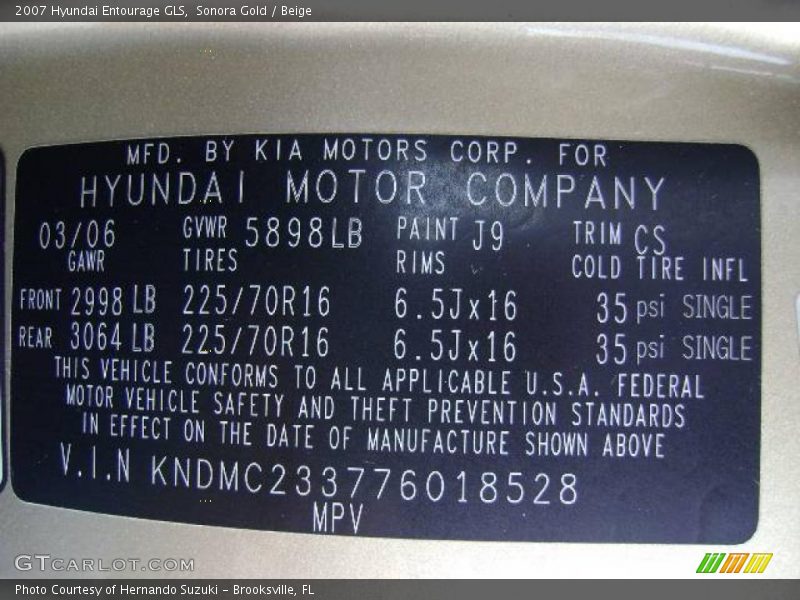 2007 Hyundai Entourage GLS, Sonora Gold / Beige
MFD. BY KIA MOTORS CORP. FOR
HYUNDAI MOTOR COMPANY
03/06 GVWR 5898LB PAINT J9 TRIM CS
GAWR TIRES RIMS COLD TIRE INFL
FRONT 2998 LB 225/70R16 6.5Jx16 35 psi SINGLE
REAR 3064 LB 225/70R16 6.5Jx16 35 psi SINGLE
THIS VEHICLE CONFORMS TO ALL APPLICABLE U.S.A. FEDERAL
MOTOR VEHICLE SAFETY AND THEFT PREVENTION STANDARDS
IN EFFECT ON THE DATE OF MANUFACTURE SHOWN ABOVE
V.I.N KNDMC233776018528
MPV
GTCARLOT.COM
Photo Courtesy of Hernando Suzuki - Brooksville, FL